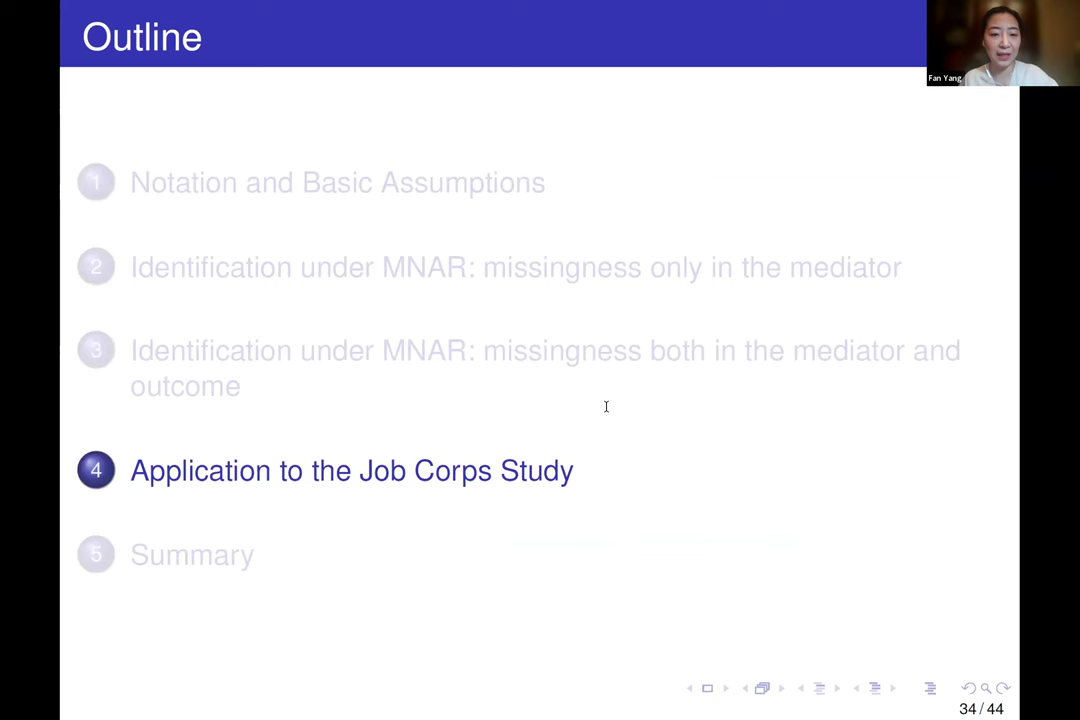 Outline
Fan Yang
1 Notation and Basic Assumptions
2 Identification under MNAR: missingness only in the mediator
3 Identification under MNAR: missingness both in the mediator and
outcome
4 Application to the Job Corps Study
5 Summary
34 / 44